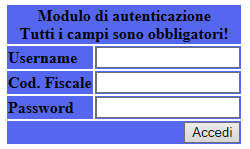 Modulo di autenticazione
Tutti i campi sono obbligatori!
Username
Cod. Fiscale
Password
Accedi